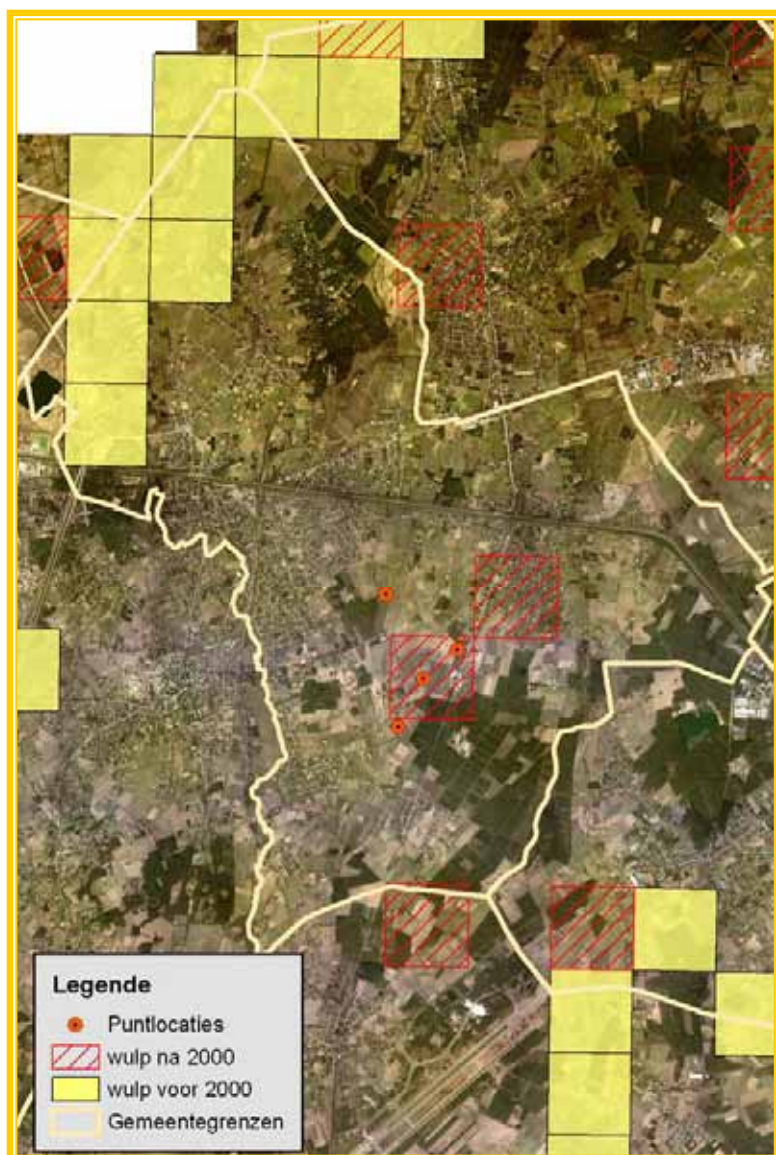 Legende
Puntlocaties
wulp na 2000
wulp voor 2000
Gemeentegrenzen